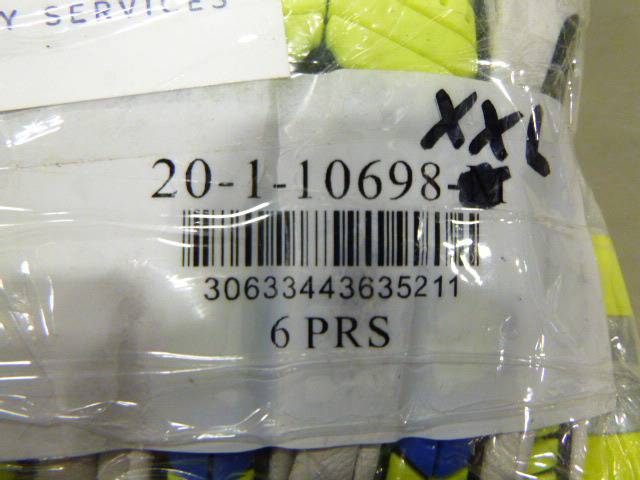 Y SERVICES
XXL
20-1-10698-M
30633443635211
6 PRS